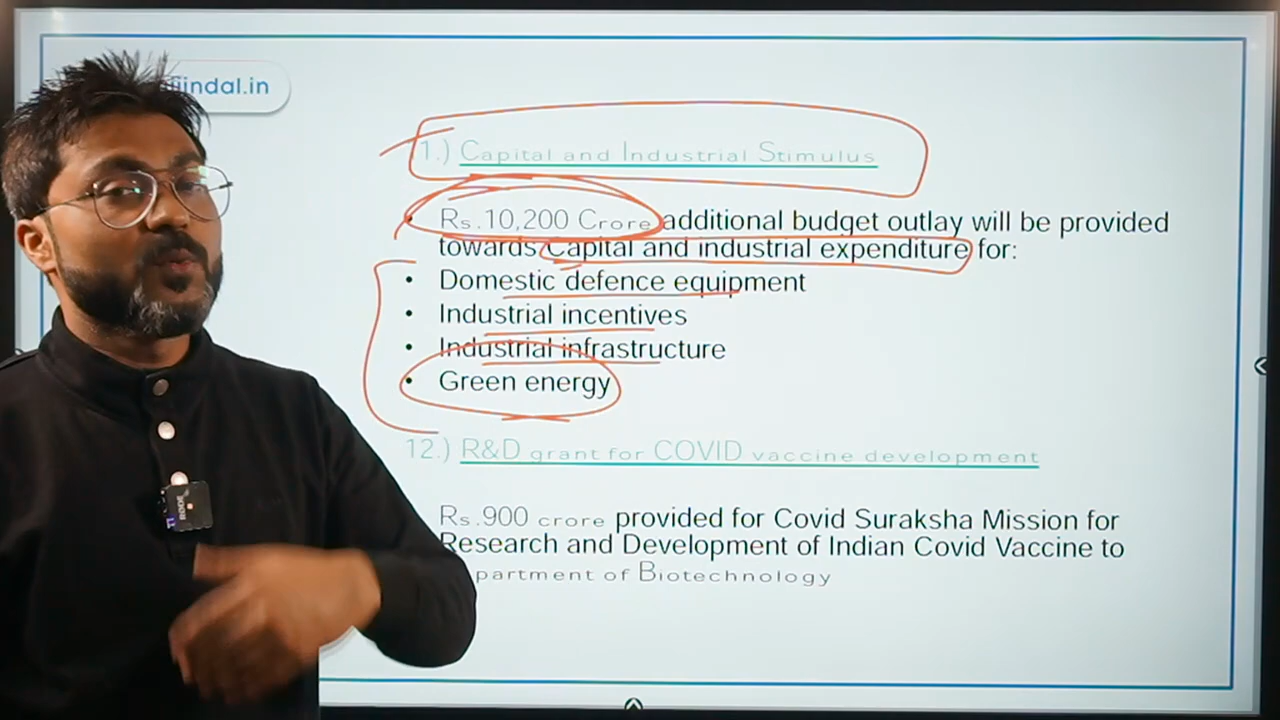 jindal.in
1.) Capital and Industrial Stimulus
• Rs.10,200 Crore additional budget outlay will be provided
towards Capital and industrial expenditure for:
• Domestic defence equipment
• Industrial incentives
• Industrial infrastructure
• Green energy
12.) R&D grant for COVID vaccine development
Rs.900 crore provided for Covid Suraksha Mission for
Research and Development of Indian Covid Vaccine to
partment of Biotechnology